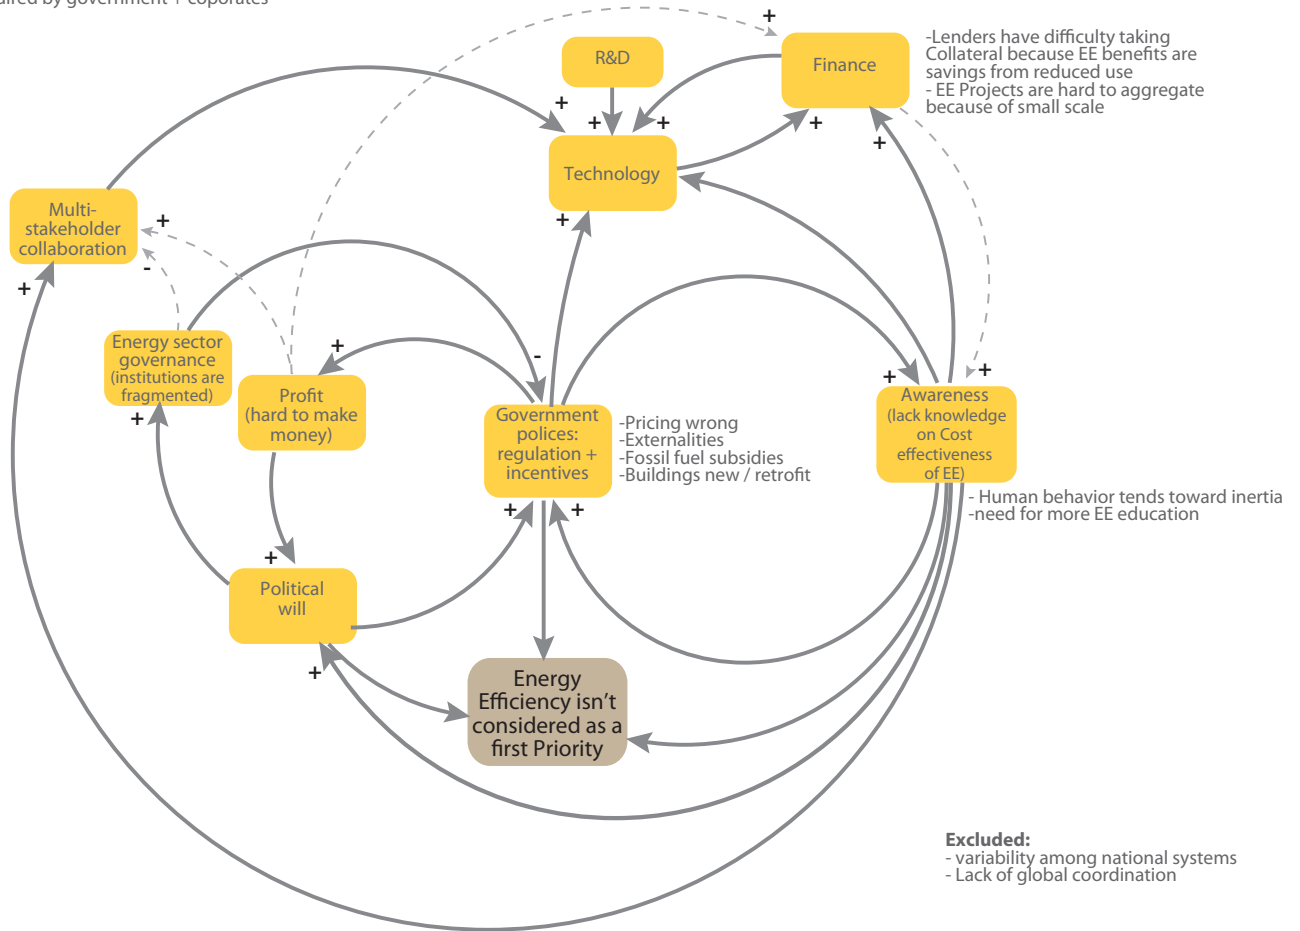 government + coporates
+
R&D
Finance
-Lenders have difficulty taking
Collateral because EE benefits are
savings from reduced use
- EE Projects are hard to aggregate
because of small scale
+
+
+
+
+
Technology
Multi-
stakeholder
collaboration
+
+
-
+
Energy sector
governance
(institutions are
fragmented)
+
Profit
(hard to make
money)
+
-
Government
polices:
regulation +
incentives
-Pricing wrong
-Externalities
-Fossil fuel subsidies
-Buildings new / retrofit
+
+
Awareness
(lack knowledge
on Cost
effectiveness
of EE)
- Human behavior tends toward inertia
-need for more EE education
+
+
+
Political
will
+
Energy
Efficiency isn't
considered as a
first Priority
Excluded:
- variability among national systems
- Lack of global coordination